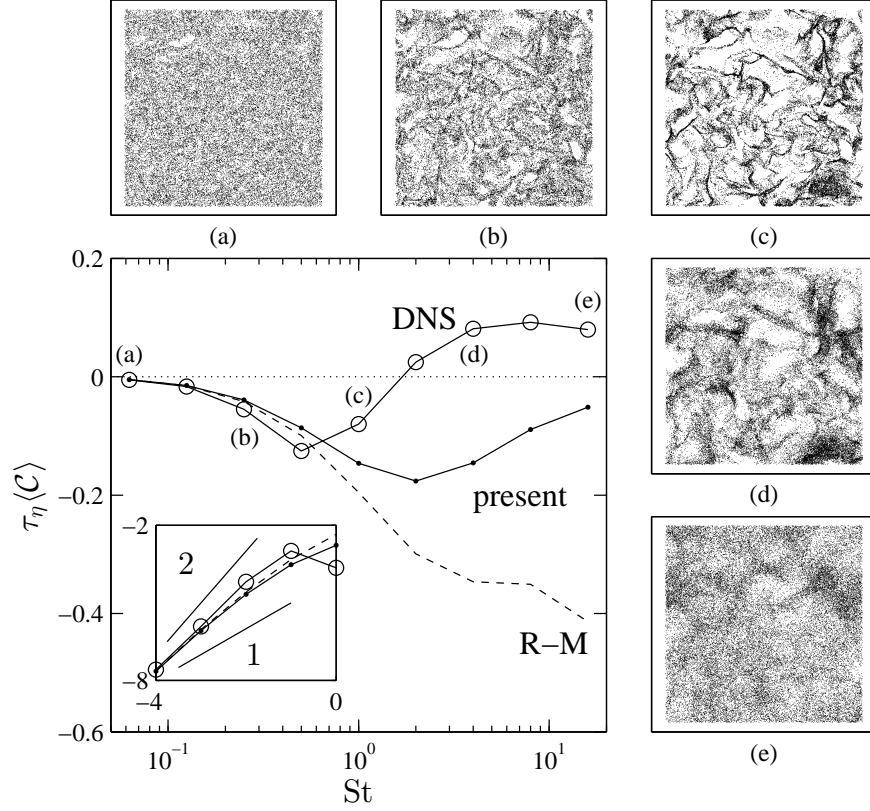 (a)
(b)
(c)
0.2
0
−0.2
−0.4
−0.6
τη⟨C⟩
DNS
(a)
(b)
(c)
(d)
(e)
present
R−M
−2
−8
−4
0
2
1
10⁻¹
10⁰
10¹
St
(d)
(e)